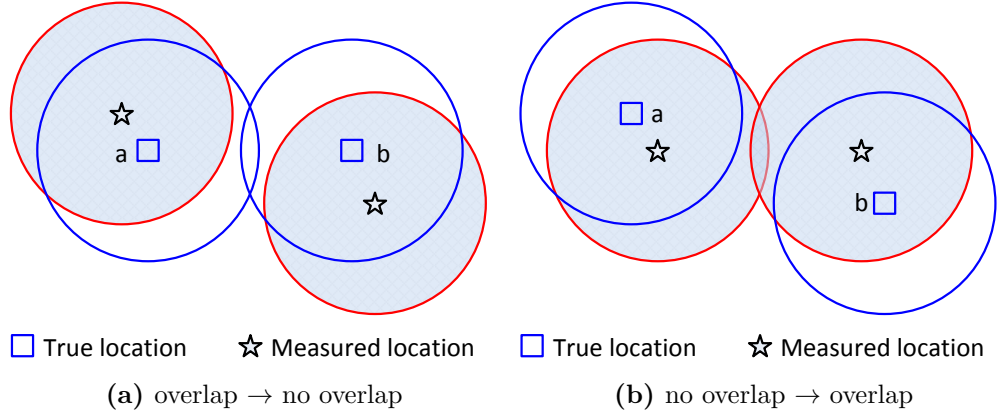 a
b
a
b
True location
Measured location
True location
Measured location
(a) overlap → no overlap
(b) no overlap → overlap